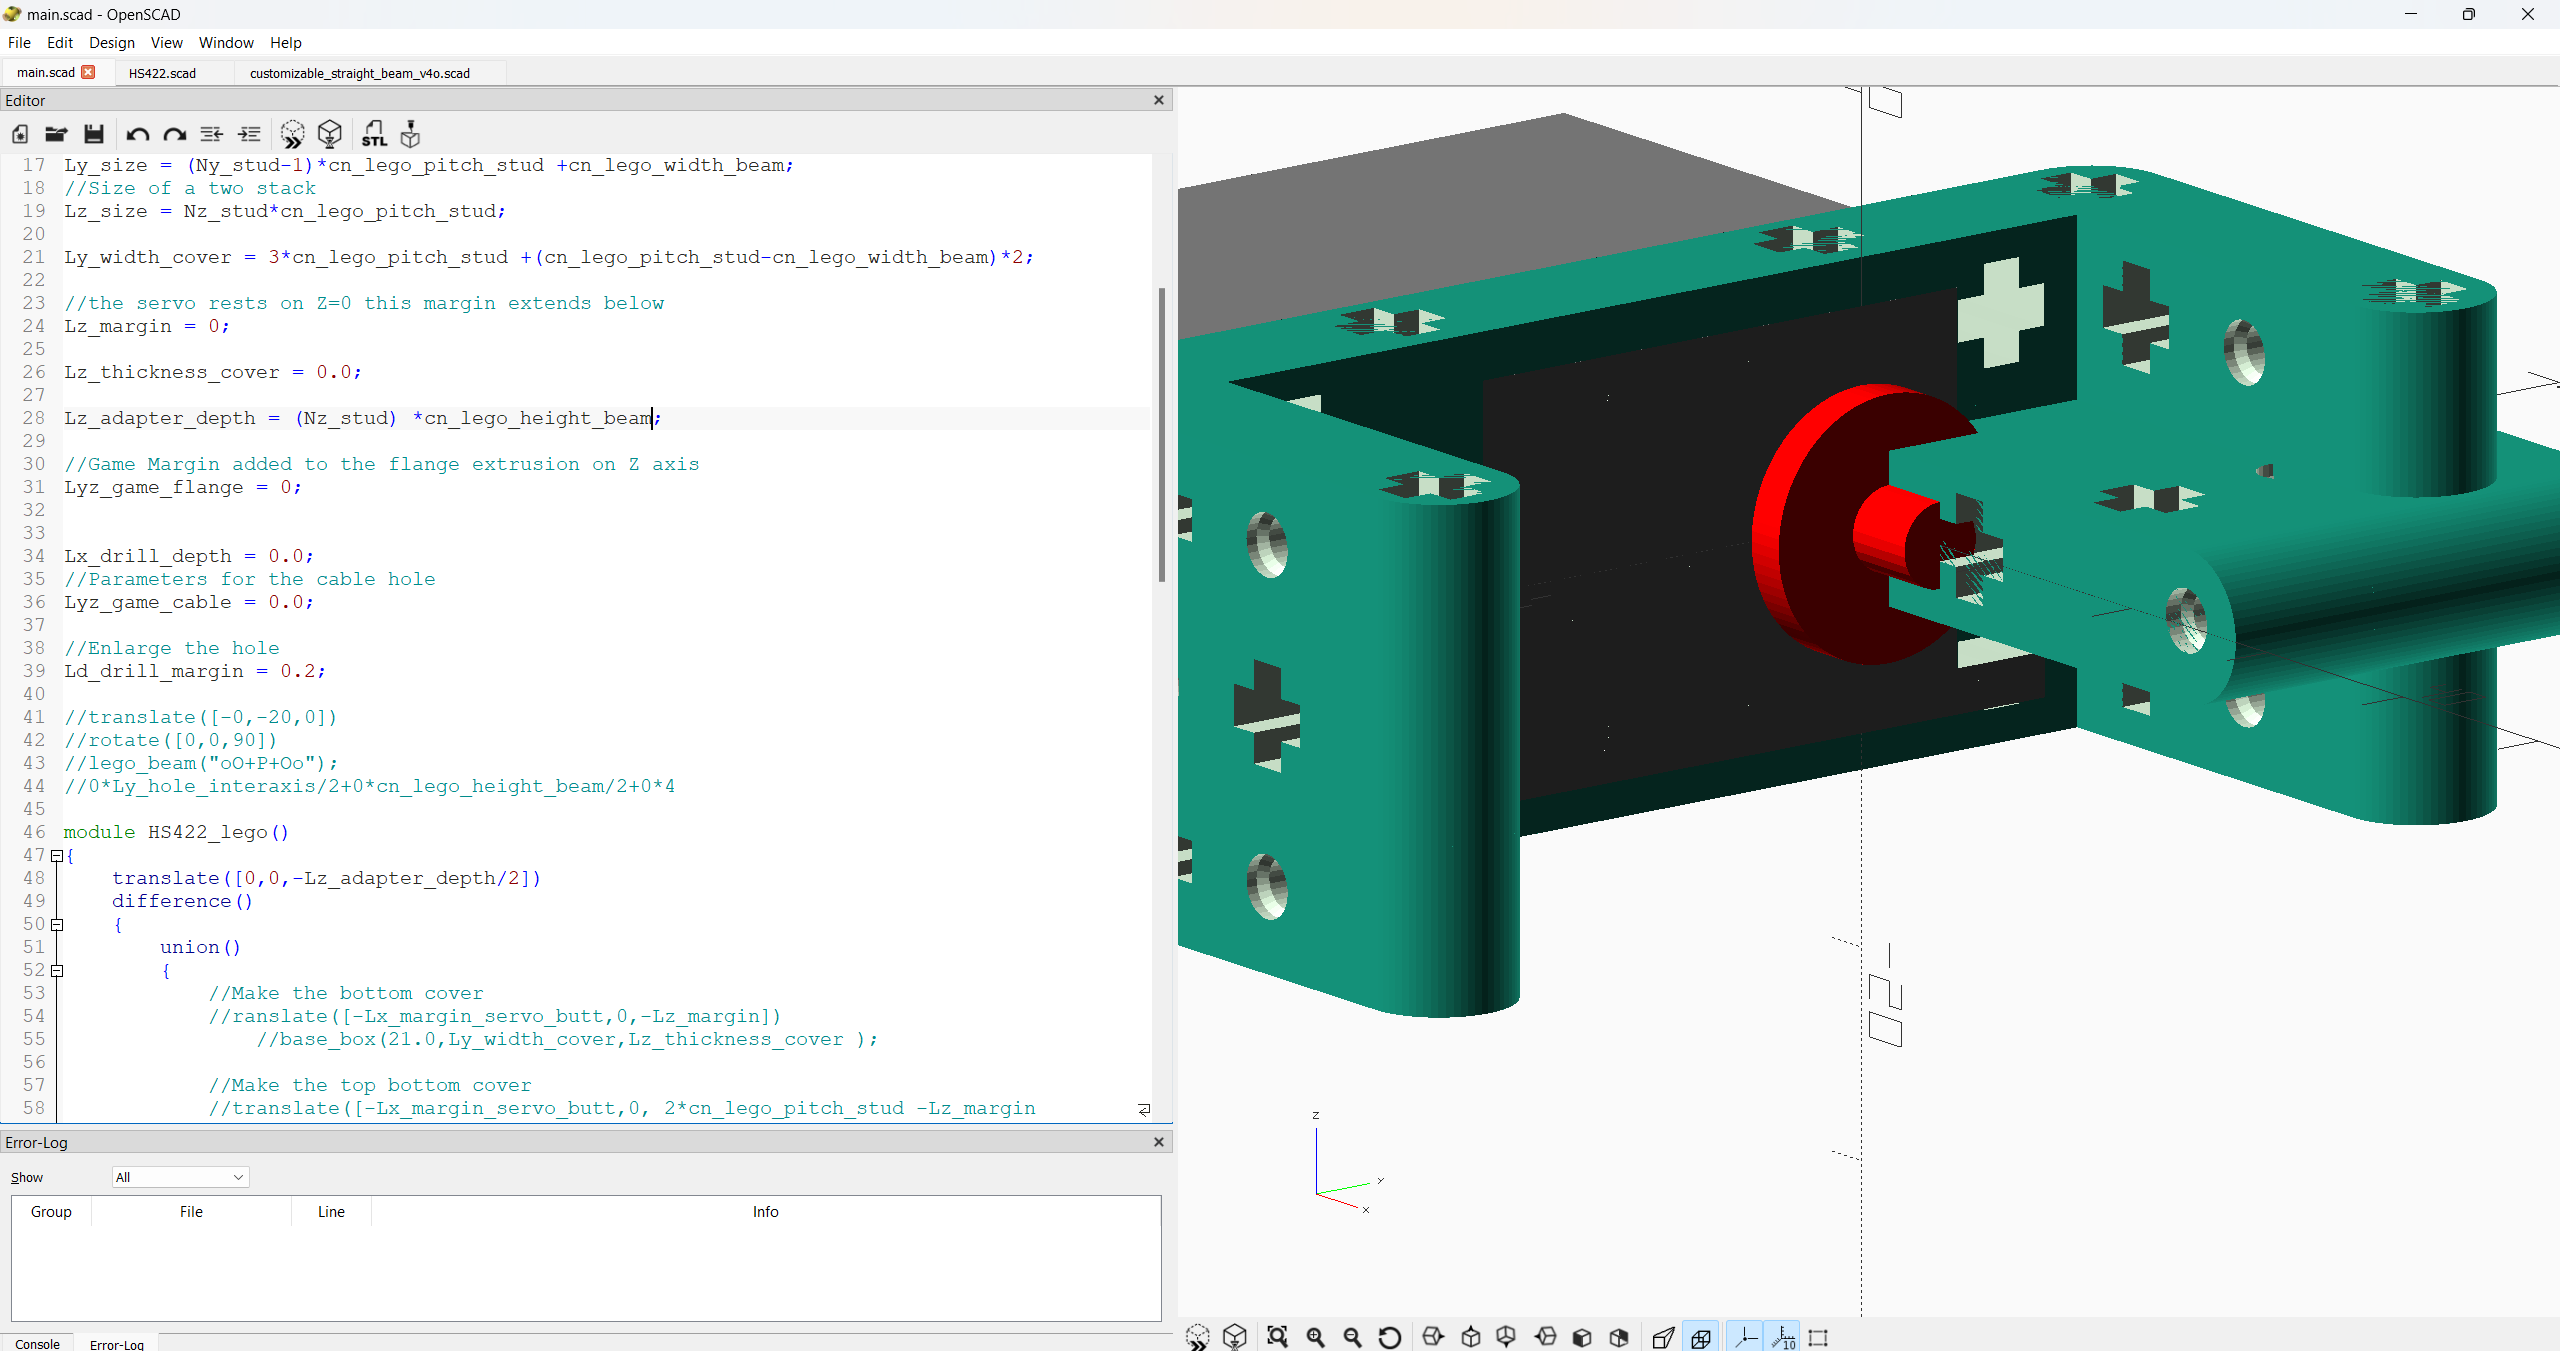 main.scad - OpenSCAD
File Edit Design View Window Help
main.scad HS422.scad customizable_straight_beam_v4o.scad
Editor
STL
17 Ly_size = (Ny_stud-1)*cn_lego_pitch_stud +cn_lego_width_beam;
18 //Size of a two stack
19 Lz_size = Nz_stud*cn_lego_pitch_stud;
20
21 Ly_width_cover = 3*cn_lego_pitch_stud +(cn_lego_pitch_stud-cn_lego_width_beam)*2;
22
23 //the servo rests on Z=0 this margin extends below
24 Lz_margin = 0;
25
26 Lz_thickness_cover = 0.0;
27
28 Lz_adapter_depth = (Nz_stud) *cn_lego_height_beam;
29
30 //Game Margin added to the flange extrusion on Z axis
31 Lyz_game_flange = 0;
32
33
34 Lx_drill_depth = 0.0;
35 //Parameters for the cable hole
36 Lyz_game_cable = 0.0;
37
38 //Enlarge the hole
39 Ld_drill_margin = 0.2;
40
41 //translate([-0,-20,0])
42 //rotate([0,0,90])
43 //lego_beam("oO+P+Oo");
44 //0*Ly_hole_interaxis/2+0*cn_lego_height_beam/2+0*4
45
46 module HS422_lego()
47 {
48 translate([0,0,-Lz_adapter_depth/2])
49 difference()
50 {
51 union()
52 {
53 //Make the bottom cover
54 //ranslate([-Lx_margin_servo_butt,0,-Lz_margin])
55 //base_box(21.0,Ly_width_cover,Lz_thickness_cover );
56
57 //Make the top bottom cover
58 //translate([-Lx_margin_servo_butt,0, 2*cn_lego_pitch_stud -Lz_margin
Error-Log
Show All
Group File Line Info
Console Error-Log
z
y
x
10